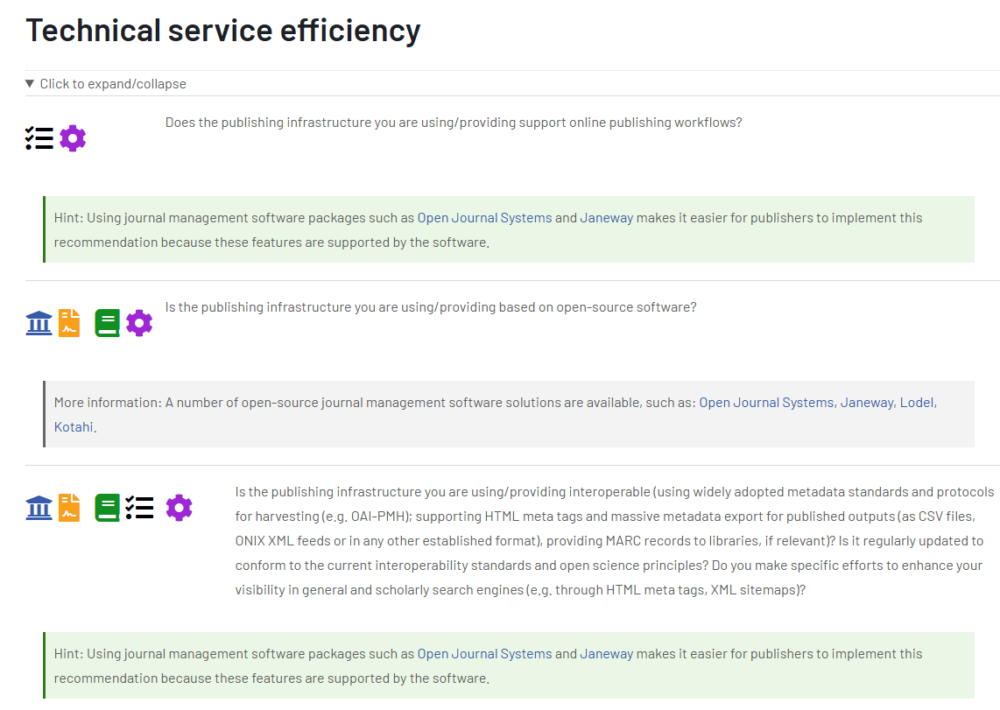 Technical service efficiency
▼ Click to expand/collapse
Does the publishing infrastructure you are using/providing support online publishing workflows?
Hint: Using journal management software packages such as Open Journal Systems and Janeway makes it easier for publishers to implement this
recommendation because these features are supported by the software.
Is the publishing infrastructure you are using/providing based on open-source software?
More information: A number of open-source journal management software solutions are available, such as: Open Journal Systems, Janeway, Lodel,
Kotahi.
Is the publishing infrastructure you are using/providing interoperable (using widely adopted metadata standards and protocols
for harvesting (e.g. OAI-PMH); supporting HTML meta tags and massive metadata export for published outputs (as CSV files,
ONIX XML feeds or in any other established format), providing MARC records to libraries, if relevant)? Is it regularly updated to
conform to the current interoperability standards and open science principles? Do you make specific efforts to enhance your
visibility in general and scholarly search engines (e.g. through HTML meta tags, XML sitemaps)?
Hint: Using journal management software packages such as Open Journal Systems and Janeway makes it easier for publishers to implement this
recommendation because these features are supported by the software.